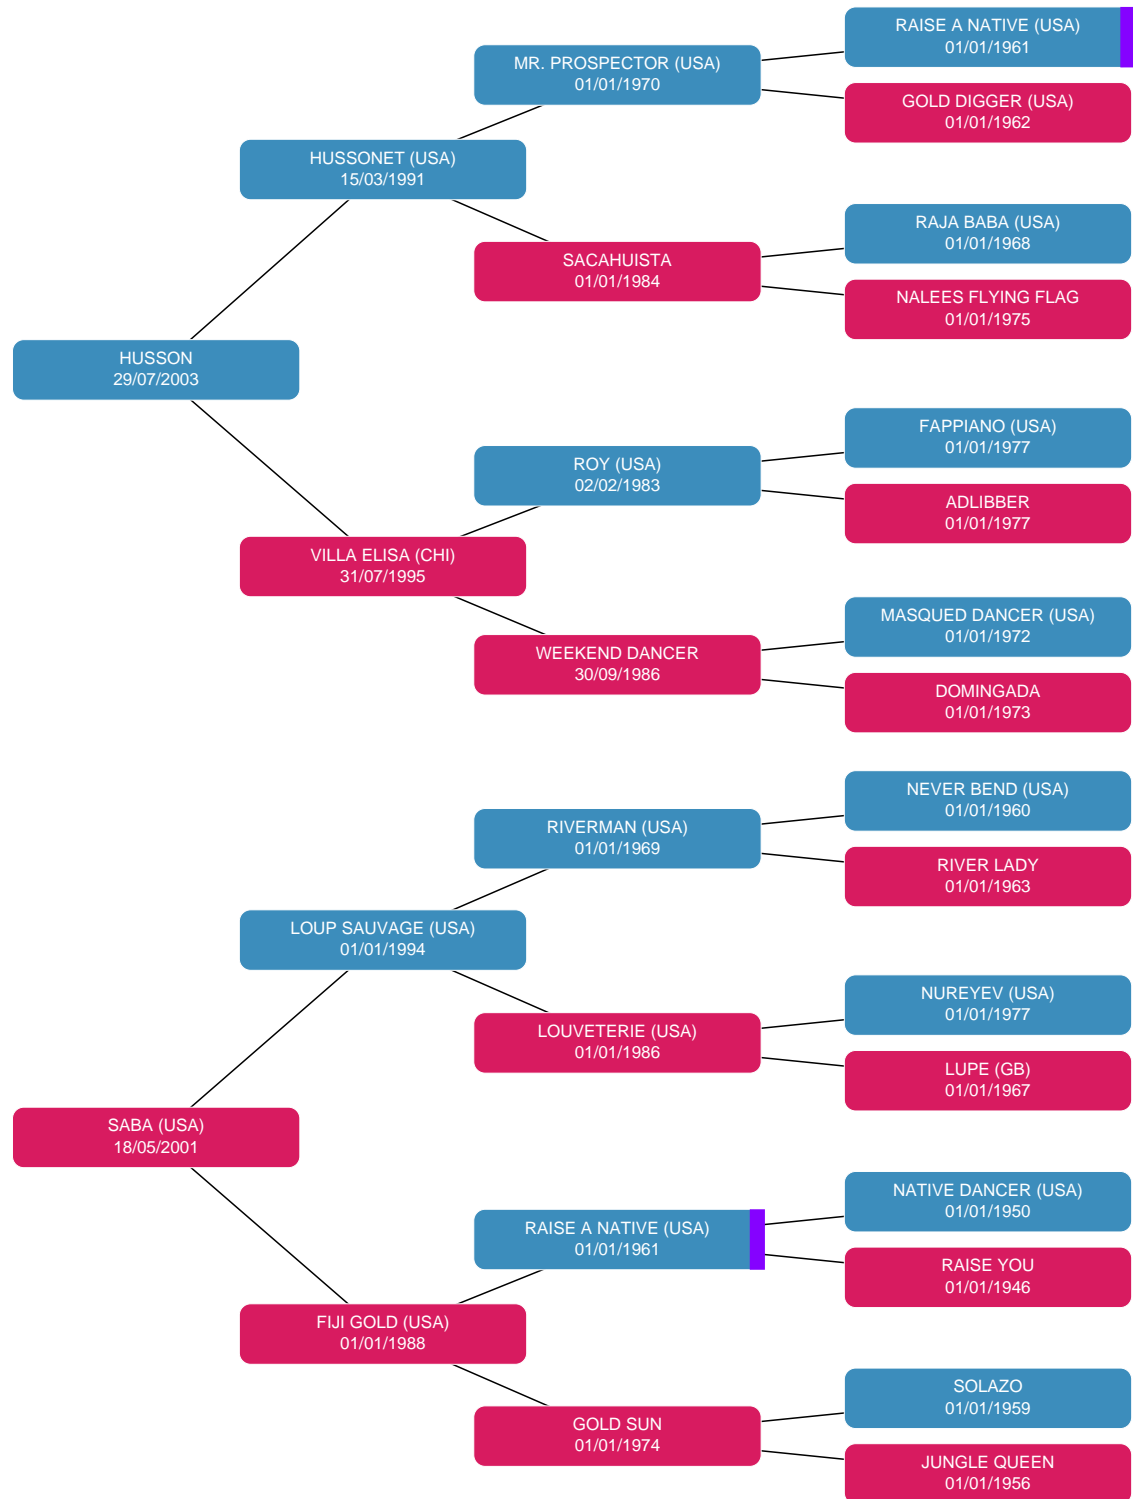 RAISE A NATIVE (USA)
01/01/1961
MR. PROSPECTOR (USA)
01/01/1970
GOLD DIGGER (USA)
01/01/1962
HUSSONET (USA)
15/03/1991
RAJA BABA (USA)
01/01/1968
SACAHUISTA
01/01/1984
NALEES FLYING FLAG
01/01/1975
HUSSON
29/07/2003
FAPPIANO (USA)
01/01/1977
ROY (USA)
02/02/1983
ADLIBBER
01/01/1977
VILLA ELISA (CHI)
31/07/1995
MASQUED DANCER (USA)
01/01/1972
WEEKEND DANCER
30/09/1986
DOMINGADA
01/01/1973
NEVER BEND (USA)
01/01/1960
RIVERMAN (USA)
01/01/1969
RIVER LADY
01/01/1963
LOUP SAUVAGE (USA)
01/01/1994
NUREYEV (USA)
01/01/1977
LOUVETERIE (USA)
01/01/1986
LUPE (GB)
01/01/1967
SABA (USA)
18/05/2001
NATIVE DANCER (USA)
01/01/1950
RAISE A NATIVE (USA)
01/01/1961
RAISE YOU
01/01/1946
FIJI GOLD (USA)
01/01/1988
SOLAZO
01/01/1959
GOLD SUN
01/01/1974
JUNGLE QUEEN
01/01/1956